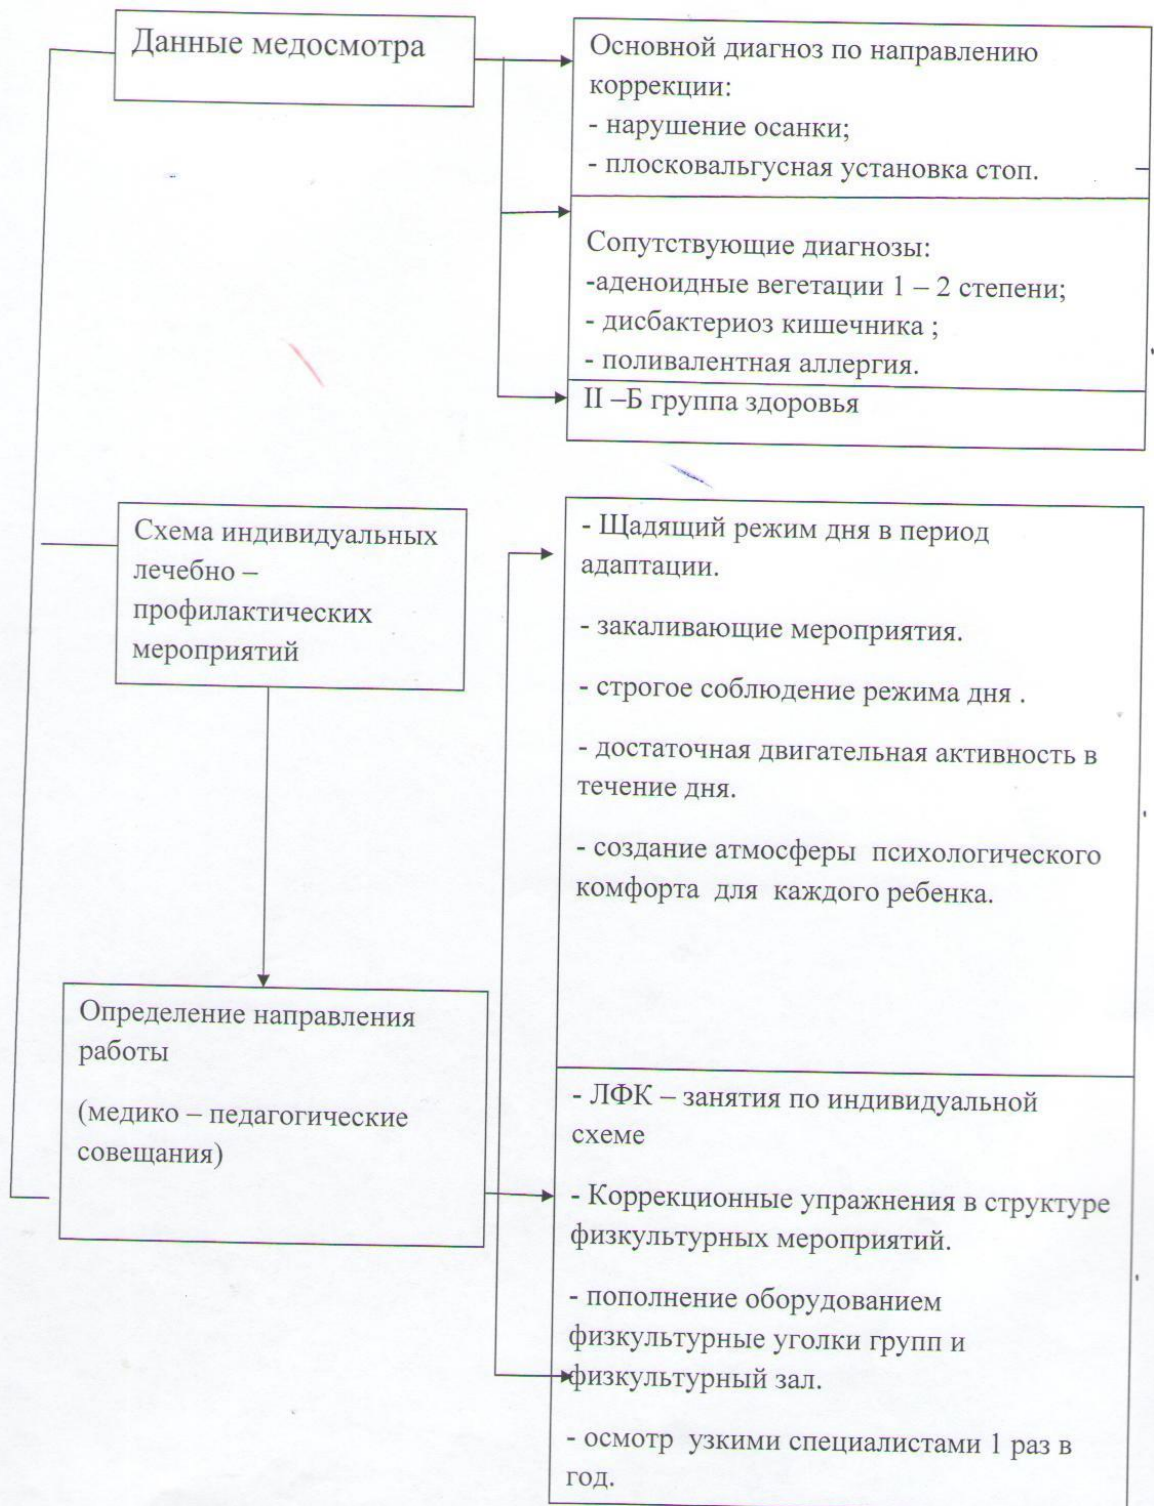 Данные медосмотра
Основной диагноз по направлению
коррекции:
- нарушение осанки;
- плосковальгусная установка стоп.
Сопутствующие диагнозы:
-аденоидные вегетации 1 – 2 степени;
- дисбактериоз кишечника ;
- поливалентная аллергия.
II –Б группа здоровья
Схема индивидуальных
лечебно –
профилактических
мероприятий
- Щадящий режим дня в период
адаптации.
- закаливающие мероприятия.
- строгое соблюдение режима дня .
- достаточная двигательная активность в
течение дня.
- создание атмосферы психологического
комфорта для каждого ребенка.
Определение направления
работы
(медико – педагогические
совещания)
- ЛФК – занятия по индивидуальной
схеме
- Коррекционные упражнения в структуре
физкультурных мероприятий.
- пополнение оборудованием
физкультурные уголки групп и
физкультурный зал.
- осмотр узкими специалистами 1 раз в
год.